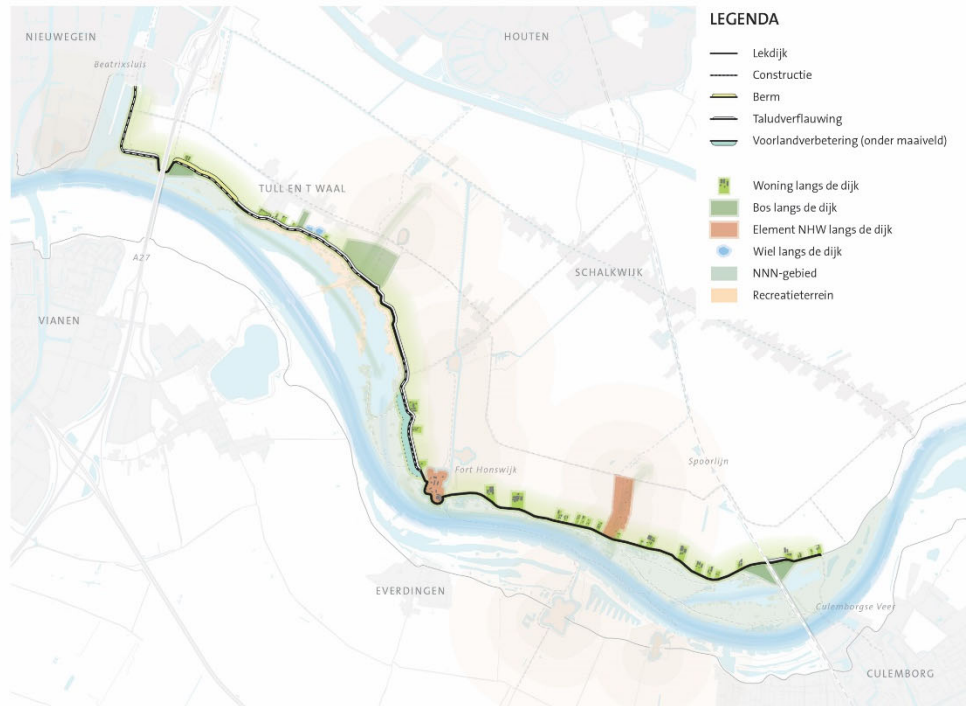 LEGENDA
Lekdijk
Constructie
Berm
Taludverflauwing
Voorlandverbetering (onder maaiveld)
Woning langs de dijk
Bos langs de dijk
Element NHW langs de dijk
Wiel langs de dijk
NNN-gebied
Recreatieterrein
NIEUWEGEIN
HOUTEN
Beatrixsluis
TULL EN T WAAL
A27
SCHALKWIJK
VIANEN
Fort Honswijk
Spoorlijn
EVERDINGEN
Culemborgse Veer
CULEMBORG